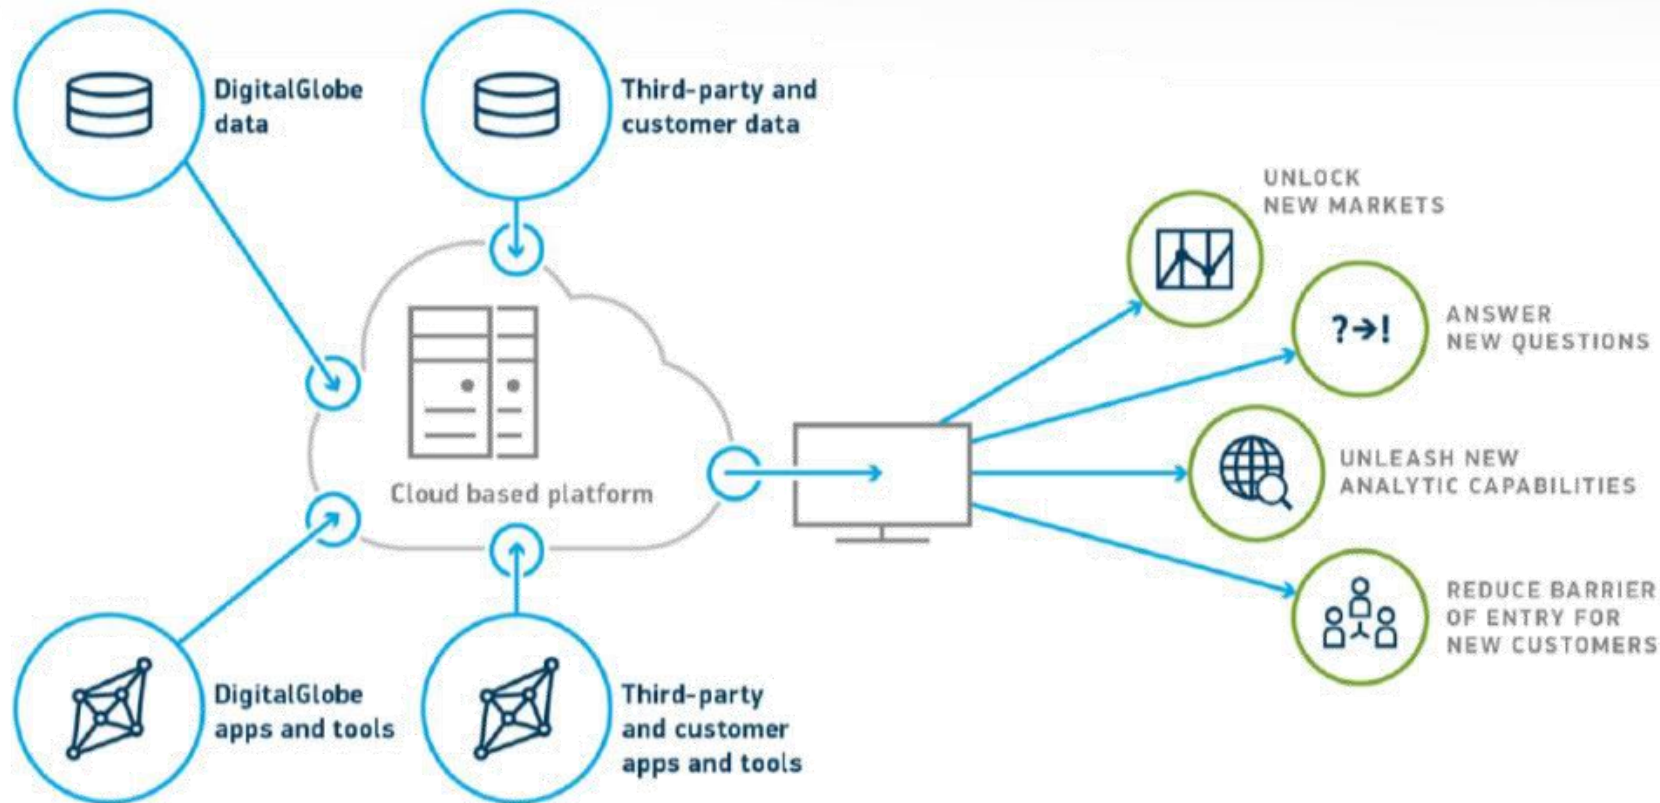 DigitalGlobe
data
Third-party and
customer data
UNLOCK
NEW MARKETS
?→!
ANSWER
NEW QUESTIONS
Cloud based platform
UNLEASH NEW
ANALYTIC CAPABILITIES
REDUCE BARRIER
OF ENTRY FOR
NEW CUSTOMERS
DigitalGlobe
apps and tools
Third-party
and customer
apps and tools